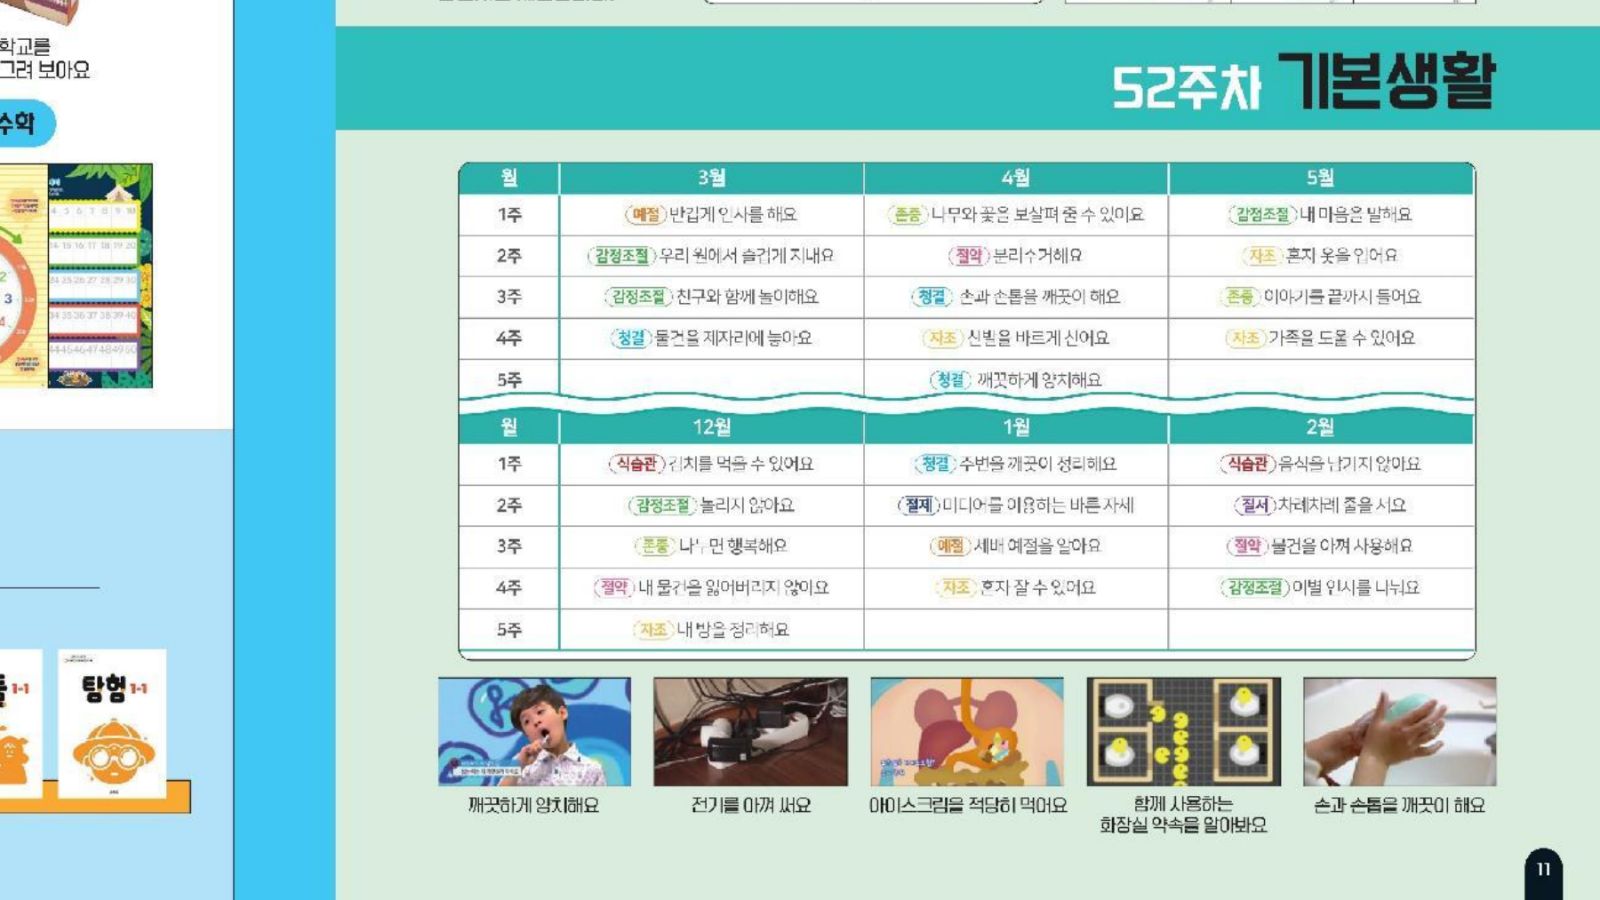 학교를
그려 보아요
수학
탐험 1-1
1-1
52주차 기본생활
월 3월 4월 5월
1주 예절 반갑게 인사를 해요 존중 나무와 꽃을 보살펴 줄 수 있어요 감정조절 내 마음을 말해요
2주 감정조절 우리 원에서 즐겁게 지내요 절약 분리수거해요 자조 혼자 옷을 입어요
3주 감정조절 친구와 함께 놀이해요 청결 손과 손톱을 깨끗이 해요 존중 이야기를 끝까지 들어요
4주 청결 물건을 제자리에 놓아요 자조 신발을 바르게 신어요 자조 가족을 도울 수 있어요
5주 청결 깨끗하게 양치해요
월 12월 1월 2월
1주 식습관 김치를 먹을 수 있어요 청결 주변을 깨끗이 정리해요 식습관 음식을 남기지 않아요
2주 감정조절 놀리지 않아요 절제 미디어를 이용하는 바른 자세 질서 차례차례 줄을 서요
3주 존중 나누면 행복해요 예절 세배 예절을 알아요 절약 물건을 아껴 사용해요
4주 절약 내 물건을 잃어버리지 않아요 자조 혼자 잘 수 있어요 감정조절 이별 인사를 나눠요
5주 자조 내 방을 정리해요
깨끗하게 양치해요
전기를 아껴 써요
아이스크림을 적당히 먹어요
함께 사용하는
화장실 약속을 알아봐요
손과 손톱을 깨끗이 해요
11